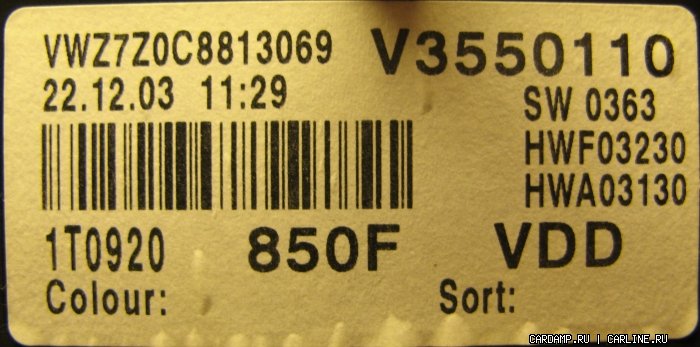 VWZ7Z0C8813069 V3550110
22.12.03 11:29 SW 0363
HWF03230
HWA03130
1T0920 850F VDD
Colour: Sort:
CARDAMP.RU | CARLINE.RU